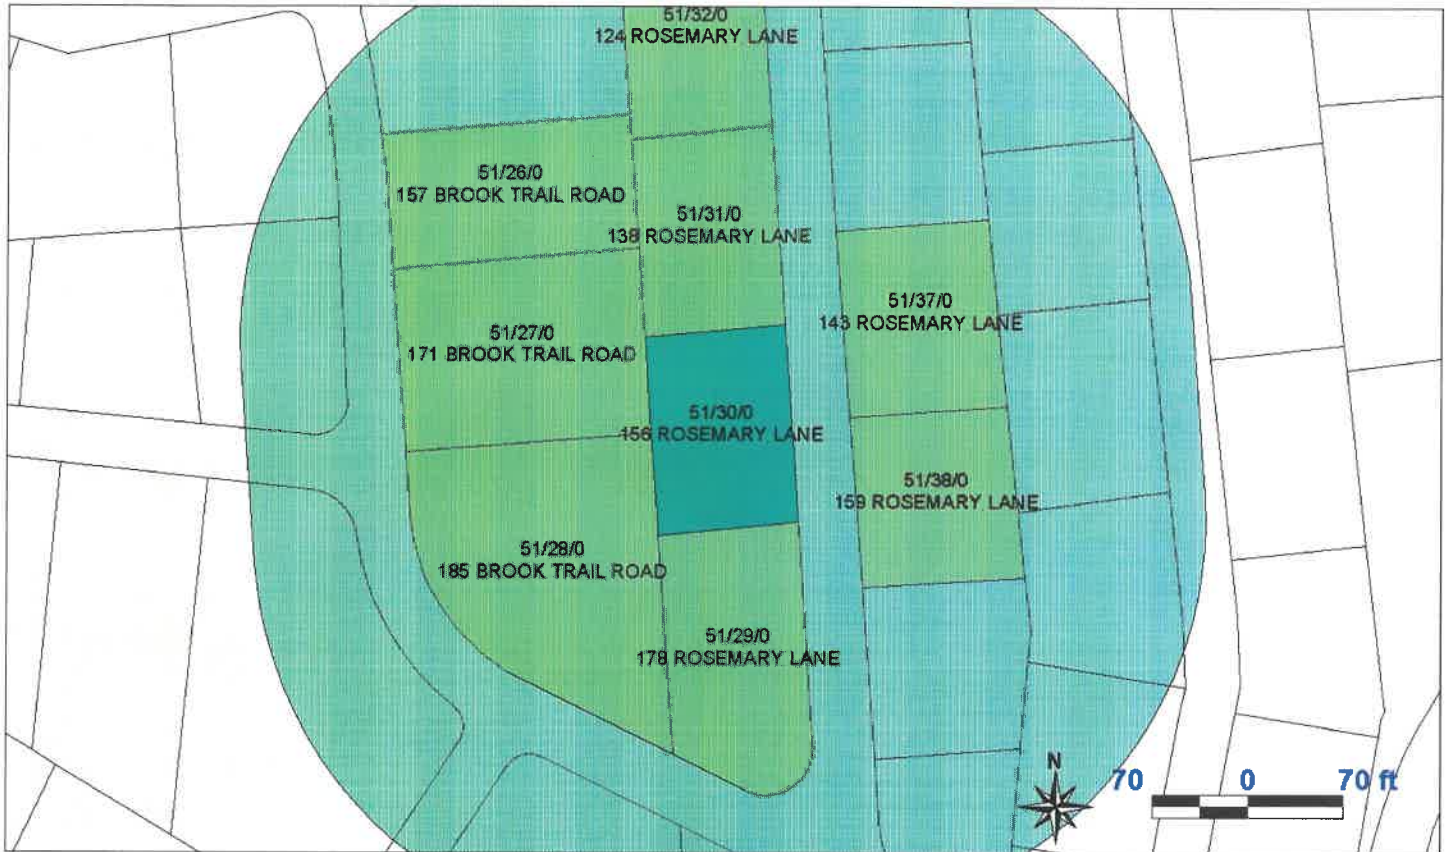 51/32/0
124 ROSEMARY LANE
51/26/0
157 BROOK TRAIL ROAD
51/31/0
138 ROSEMARY LANE
51/37/0
143 ROSEMARY LANE
51/27/0
171 BROOK TRAIL ROAD
51/30/0
156 ROSEMARY LANE
51/38/0
159 ROSEMARY LANE
51/28/0
185 BROOK TRAIL ROAD
51/29/0
178 ROSEMARY LANE
N
70 0 70 ft